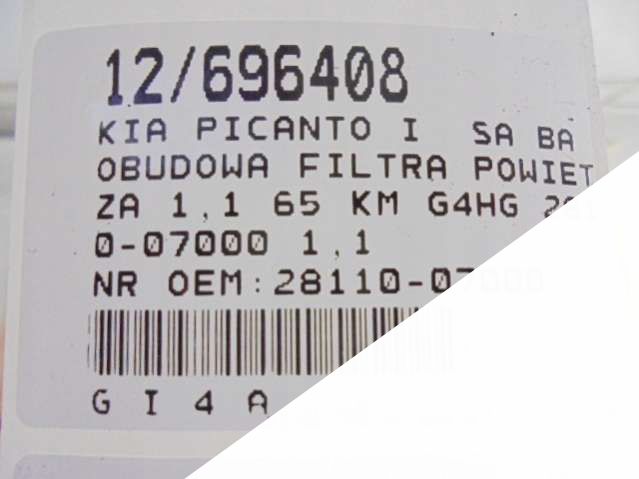 12/696408
KIA PICANTO I SA BA
OBUDOWA FILTRA POWIET
ZA 1,1 65 KM G4HG
0-07000 1,1
NR OEM:28110-07000
G I 4 A